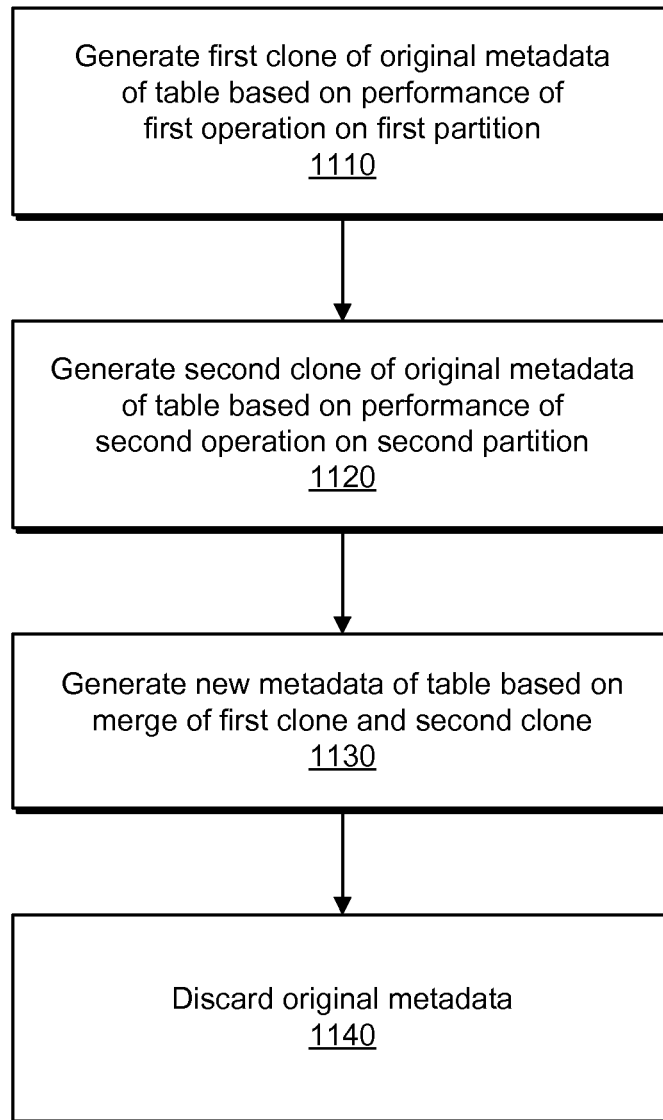 Generate first clone of original metadata
of table based on performance of
first operation on first partition
1110
Generate second clone of original metadata
of table based on performance of
second operation on second partition
1120
Generate new metadata of table based on
merge of first clone and second clone
1130
Discard original metadata
1140